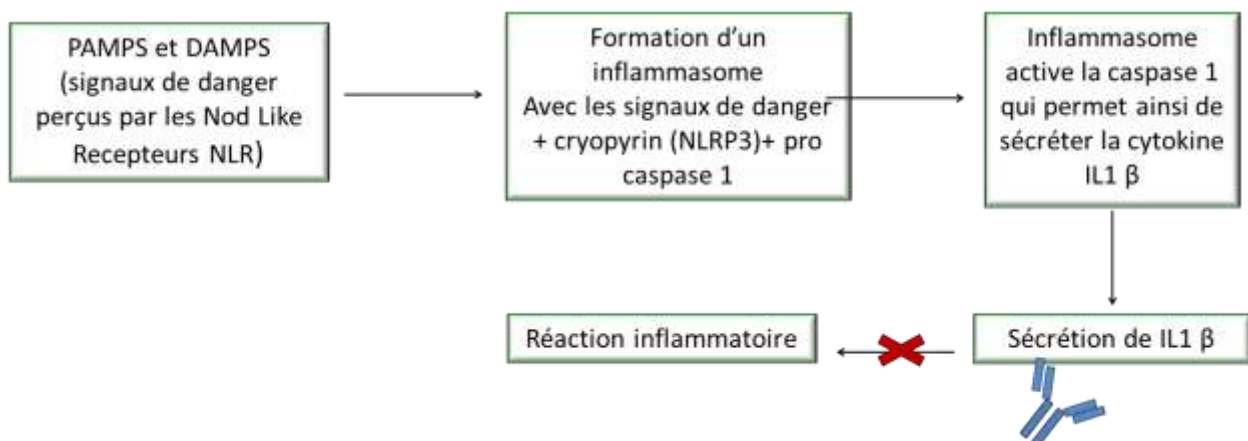 PAMPS et DAMPS
(signaux de danger
perçus par les Nod Like
Recepteurs NLR)
Formation d'un
inflammasome
Avec les signaux de danger
+ cryopyrin (NLRP3)+ pro
caspase 1
Inflammasome
active la caspase 1
qui permet ainsi de
sécréter la cytokine
IL1 β
Réaction inflammatoire
Sécrétion de IL1 β